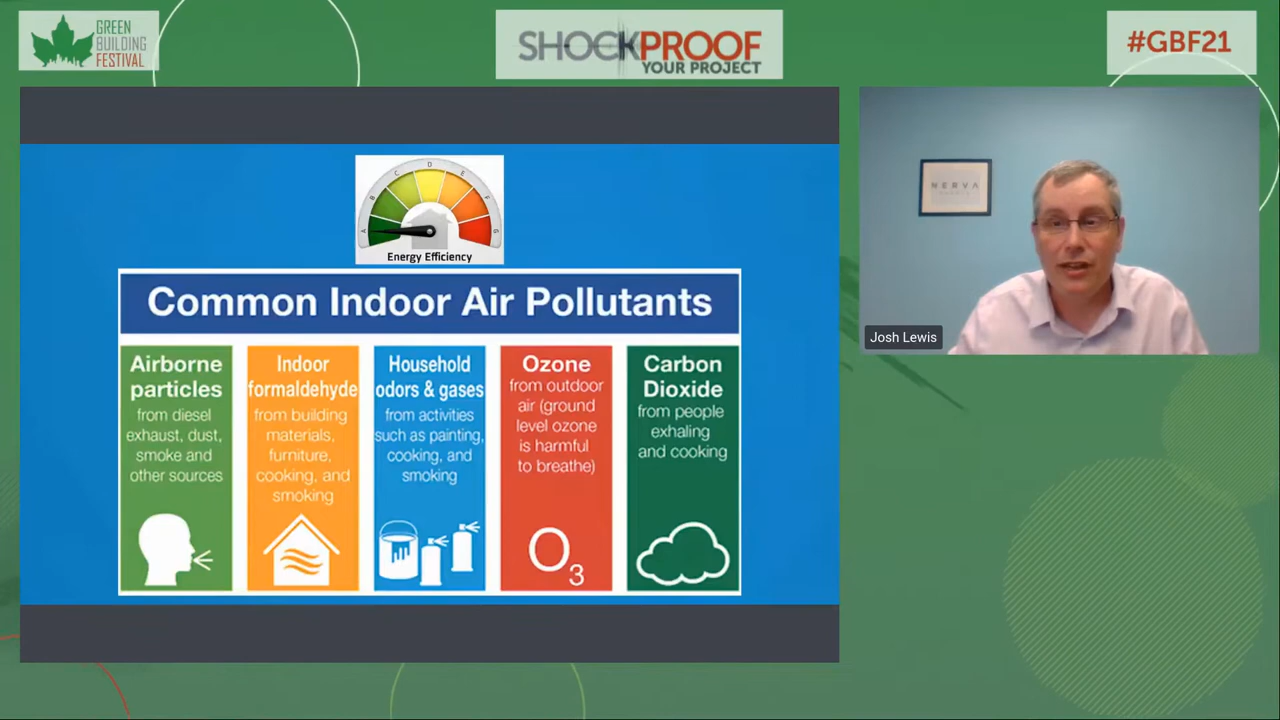 GREEN
BUILDING
FESTIVAL
SHOCKPROOF
YOUR PROJECT
#GBF21
A
B
C
D
E
F
G
Energy Efficiency
Common Indoor Air Pollutants
Airborne
particles
from diesel
exhaust, dust,
smoke and
other sources
Indoor
formaldehyde
from building
materials,
furniture,
cooking, and
smoking
Household
odors & gases
from activities
such as painting,
cooking, and
smoking
Ozone
from outdoor
air (ground
level ozone
is harmful
to breathe)
O3
Carbon
Dioxide
from people
exhaling
and cooking
NERVA
Josh Lewis